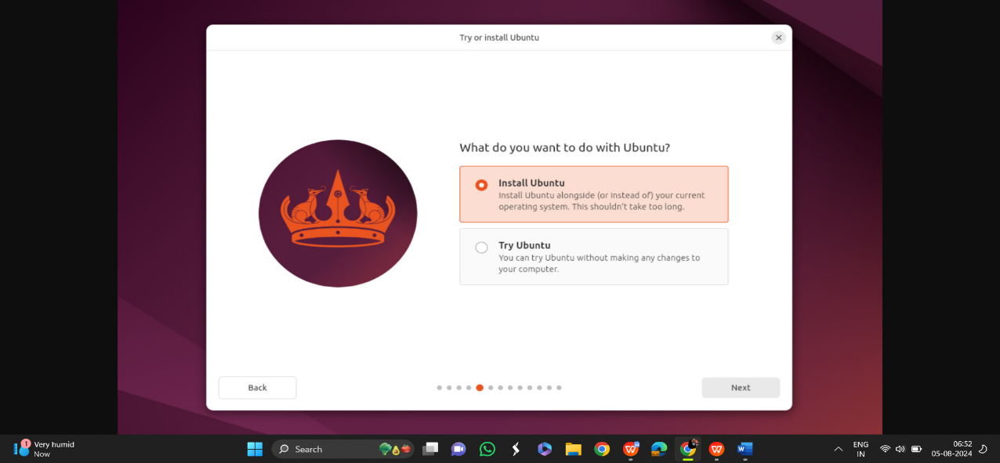 Try or install Ubuntu
What do you want to do with Ubuntu?
Install Ubuntu
Install Ubuntu alongside (or instead of) your current
operating system. This shouldn't take too long.
Try Ubuntu
You can try Ubuntu without making any changes to
your computer.
Back
Next
1
Very humid
Now
Search
ENG
IN
06:52
05-08-2024